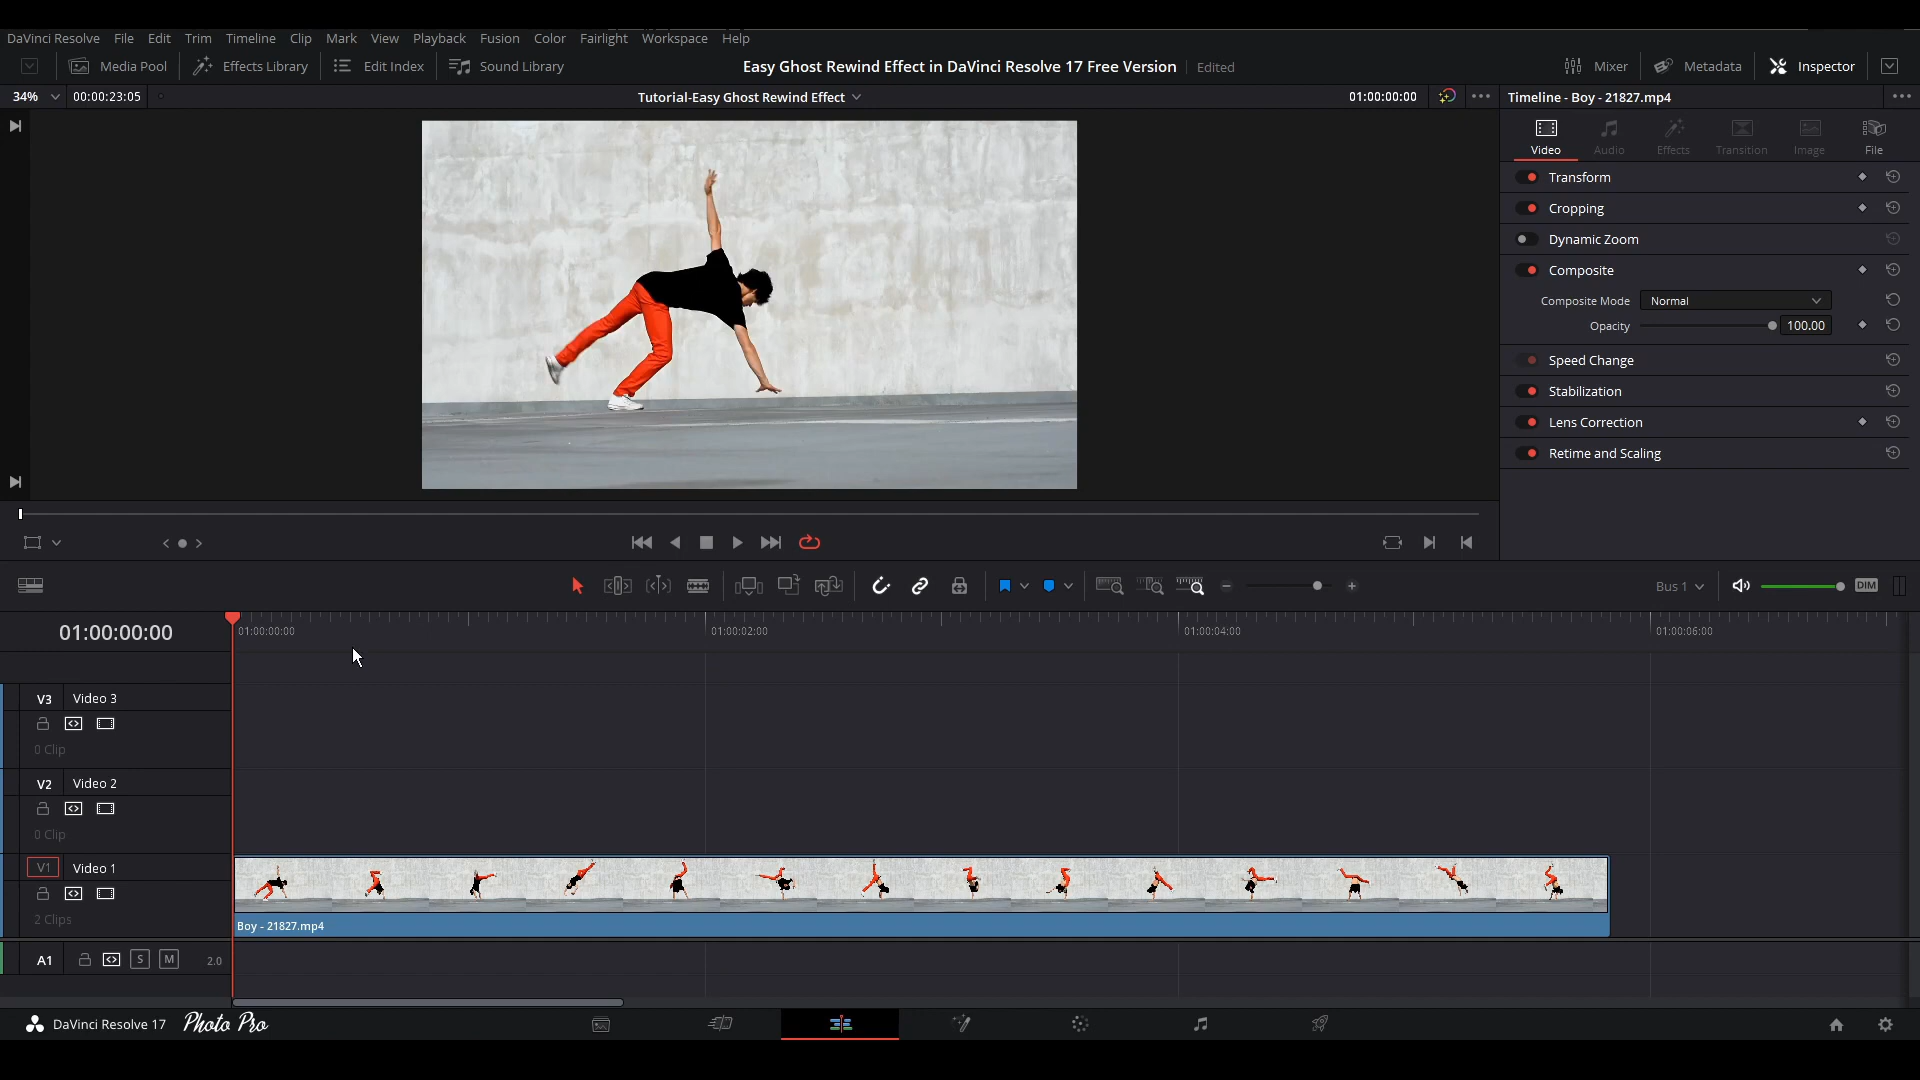 DaVinci Resolve File Edit Trim Timeline Clip Mark View Playback Fusion Color Fairlight Workspace Help
Media Pool Effects Library Edit Index Sound Library Easy Ghost Rewind Effect in DaVinci Resolve 17 Free Version Edited Mixer Metadata Inspector
34% 00:00:23:05 Tutorial-Easy Ghost Rewind Effect 01:00:00:00 Timeline - Boy - 21827.mp4
Video Audio Effects Transition Image File
Transform
Cropping
Dynamic Zoom
Composite
Composite Mode Normal
Opacity 100.00
Speed Change
Stabilization
Lens Correction
Retime and Scaling
Bus 1 DIM
01:00:00:00 01:00:00:00 01:00:02:00 01:00:04:00 01:00:06:00
V3 Video 3
0 Clip
V2 Video 2
0 Clip
V1 Video 1
2 Clips
Boy - 21827.mp4
A1 S M 2.0
DaVinci Resolve 17 Photo Pro